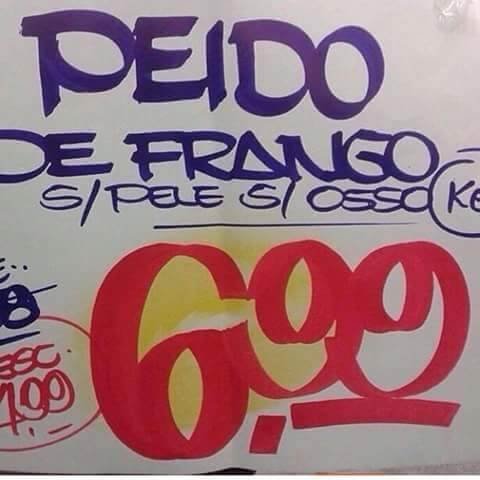 PEIDO
DE FRANGO
S/PELE S/OSSO
6,99